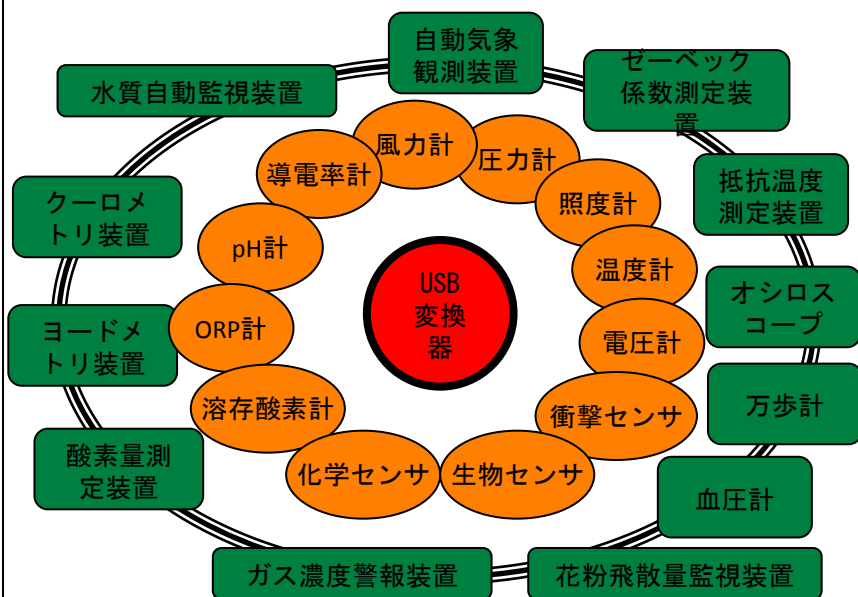 自動気象
観測装置
ゼーベック
係数測定装
置
水質自動監視装置
風力計
圧力計
導電率計
照度計
抵抗温度
測定装置
クーロメ
トリ装置
pH計
温度計
USB
変換
器
オシロス
コープ
ヨードメ
トリ装置
ORP計
電圧計
溶存酸素計
衝撃センサ
万歩計
酸素量測
定装置
化学センサ
生物センサ
血圧計
ガス濃度警報装置
花粉飛散量監視装置